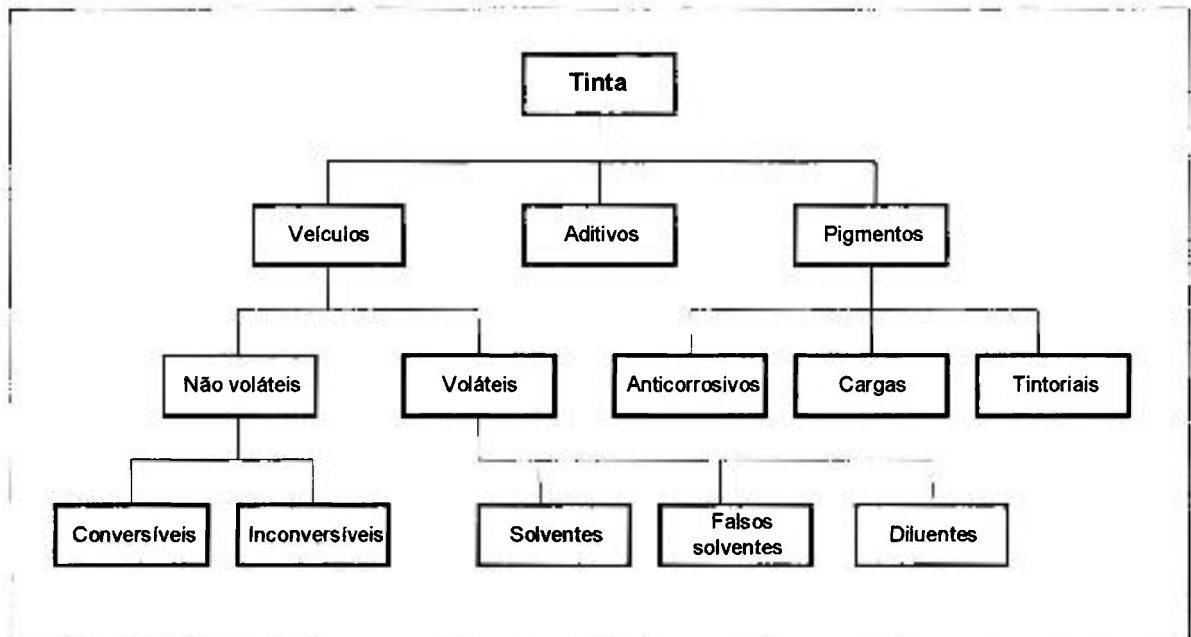 Tinta
Veículos
Aditivos
Pigmentos
Não voláteis
Voláteis
Anticorrosivos
Cargas
Tintoriais
Conversíveis
Inconversíveis
Solventes
Falsos
solventes
Diluentes